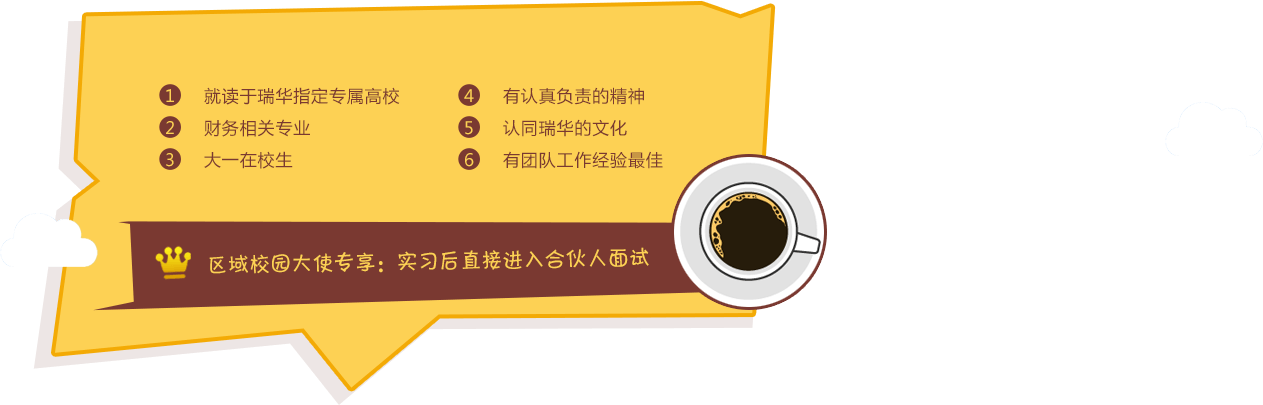 1 就读于瑞华指定专属高校
2 财务相关专业
3 大一在校生
4 有认真负责的精神
5 认同瑞华的文化
6 有团队工作经验最佳
区域校园大使专享：实习后直接进入合伙人面试